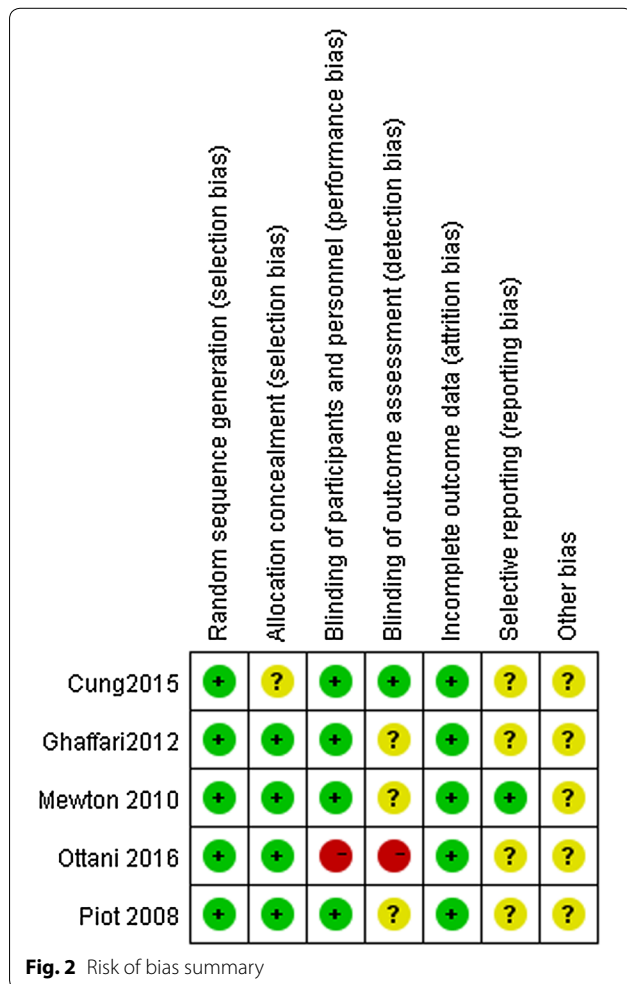 Random sequence generation (selection bias)
Allocation concealment (selection bias)
Blinding of participants and personnel (performance bias)
Blinding of outcome assessment (detection bias)
Incomplete outcome data (attrition bias)
Selective reporting (reporting bias)
Other bias
Cung2015 + ? + + + ? ?
Ghaffari2012 + + + ? + ? ?
Mewton 2010 + + + ? + + ?
Ottani 2016 + + - - + ? ?
Piot 2008 + + + ? + ? ?
Fig. 2 Risk of bias summary